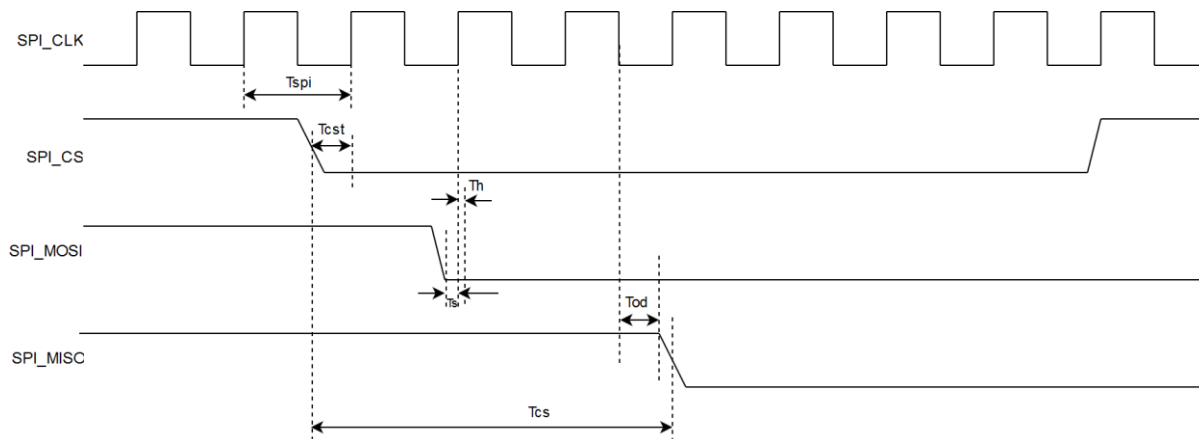 SPI_CLK
Tspi
Tcst
SPI_CS
Th
SPI_MOSI
Ts
Tod
SPI_MISO
Tcs